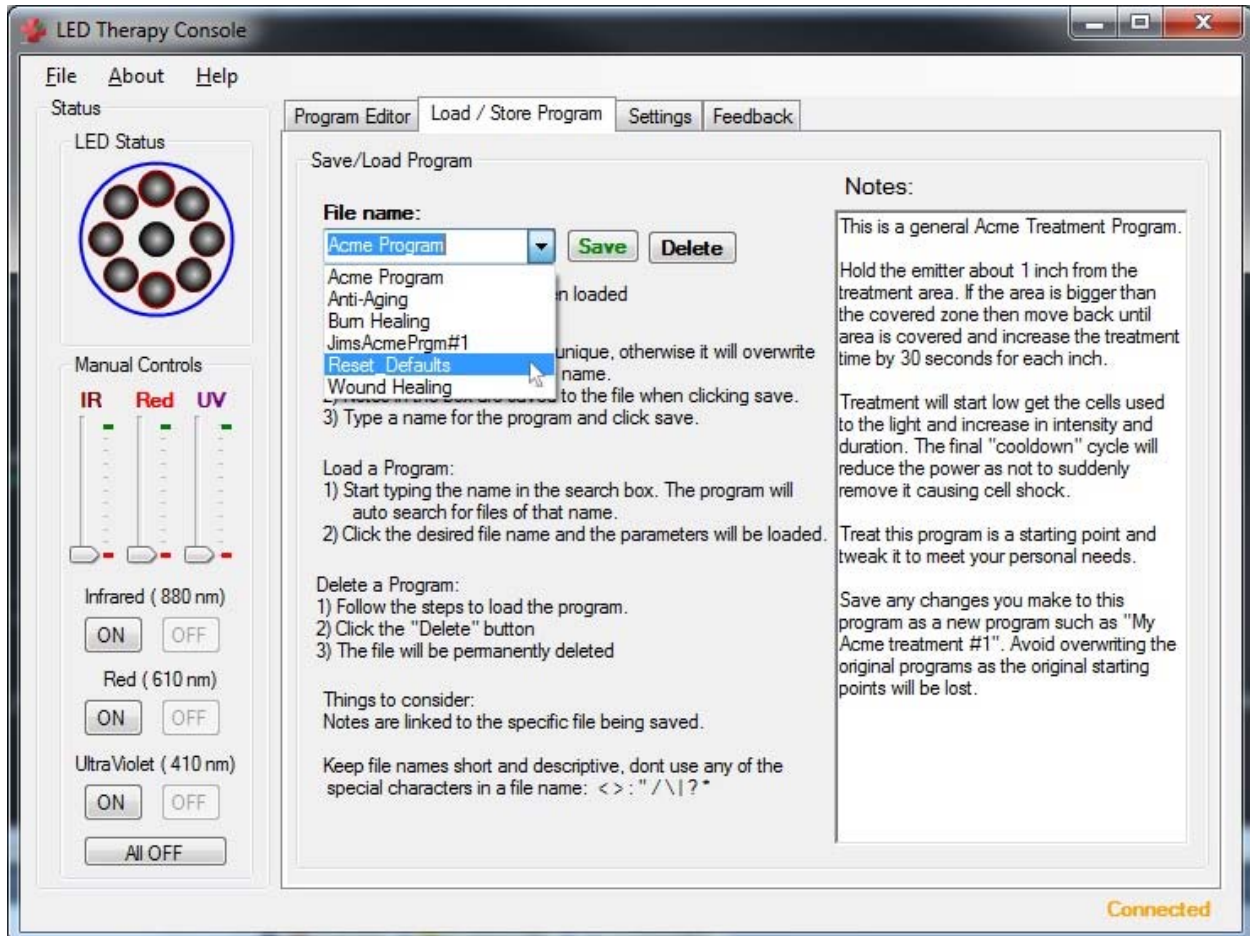 LED Therapy Console
File About Help
Status
LED Status
Manual Controls
IR Red UV
Infrared ( 880 nm)
ON OFF
Red ( 610 nm)
ON OFF
UltraViolet ( 410 nm)
ON OFF
All OFF
Program Editor Load / Store Program Settings Feedback
Save/Load Program
File name:
Acme Program Save Delete
Acme Program
Anti-Aging
Burn Healing
JimsAcmePrgm#1
Reset_Defaults
Wound Healing
loaded
unique, otherwise it will overwrite
name.
to the file when clicking save.
3) Type a name for the program and click save.
Load a Program:
1) Start typing the name in the search box. The program will
auto search for files of that name.
2) Click the desired file name and the parameters will be loaded.
Delete a Program:
1) Follow the steps to load the program.
2) Click the "Delete" button
3) The file will be permanently deleted
Things to consider:
Notes are linked to the specific file being saved.
Keep file names short and descriptive, dont use any of the
special characters in a file name: < > : " / \ | ? *
Notes:
This is a general Acme Treatment Program.
Hold the emitter about 1 inch from the
treatment area. If the area is bigger than
the covered zone then move back until
area is covered and increase the treatment
time by 30 seconds for each inch.
Treatment will start low get the cells used
to the light and increase in intensity and
duration. The final "cooldown" cycle will
reduce the power as not to suddenly
remove it causing cell shock.
Treat this program is a starting point and
tweak it to meet your personal needs.
Save any changes you make to this
program as a new program such as "My
Acme treatment #1". Avoid overwriting the
original programs as the original starting
points will be lost.
Connected